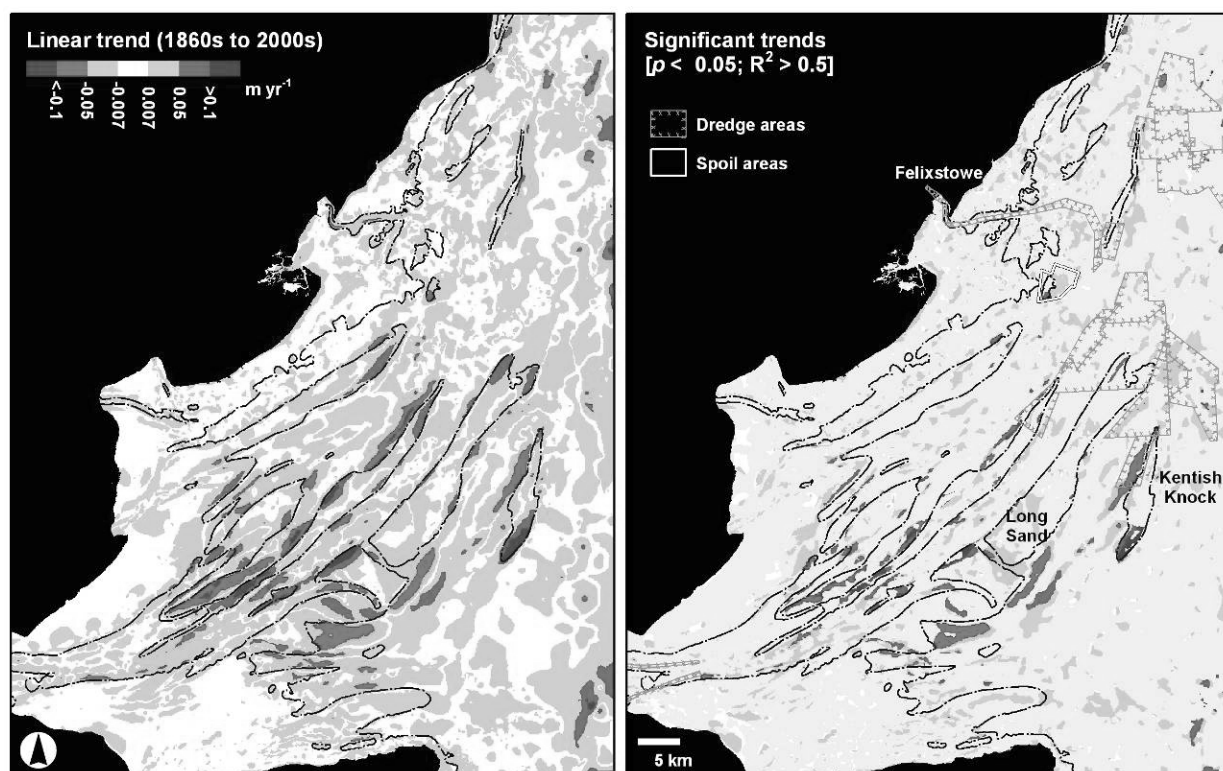 Linear trend (1860s to 2000s)
<-0.1
-0.05
-0.007
0.007
0.05
>0.1
m yr⁻¹
Significant trends
[p < 0.05; R² > 0.5]
Dredge areas
Spoil areas
Felixstowe
Kentish
Knock
Long
Sand
5 km